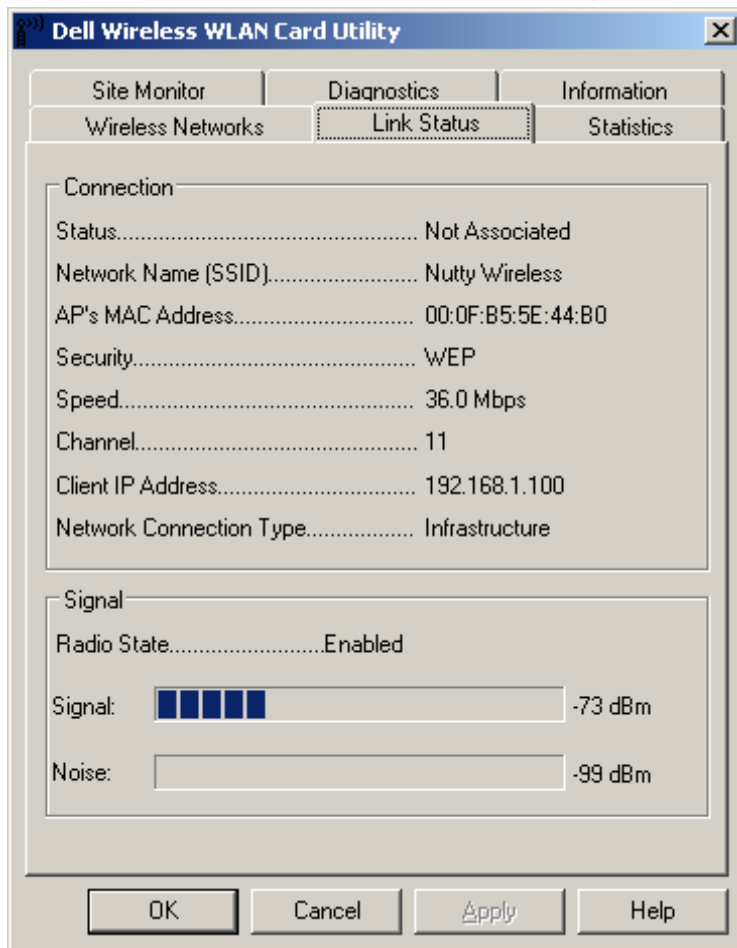 Dell Wireless WLAN Card Utility
Site Monitor Diagnostics Information
Wireless Networks Link Status Statistics
Connection
Status............................................. Not Associated
Network Name (SSID)...................... Nutty Wireless
AP's MAC Address........................... 00:0F:B5:5E:44:B0
Security.......................................... WEP
Speed............................................ 36.0 Mbps
Channel.......................................... 11
Client IP Address.............................. 192.168.1.100
Network Connection Type................ Infrastructure
Signal
Radio State........................Enabled
Signal: -73 dBm
Noise: -99 dBm
OK Cancel Apply Help